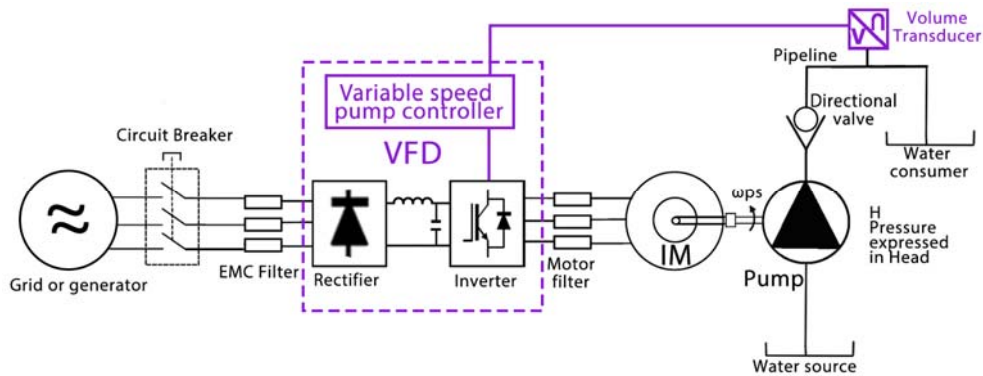 Volume
Transducer
Pipeline
Variable speed
pump controller
Directional
valve
Circuit Breaker
VFD
Water
consumer
ωps
H
Pressure
expressed
in Head
IM
EMC Filter
Rectifier
Inverter
Motor
filter
Pump
Grid or generator
Water source